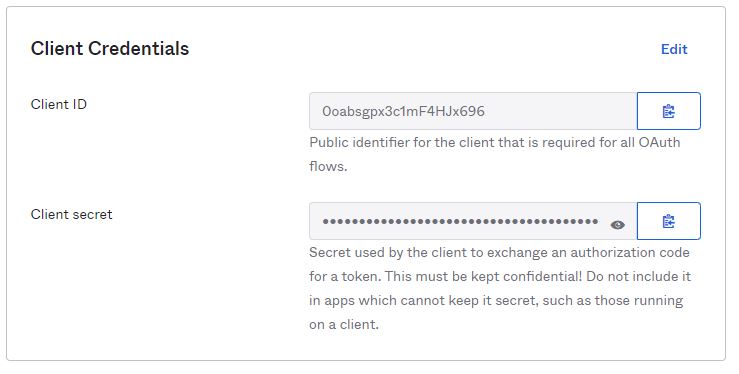 Client Credentials
Edit
Client ID
0oabsgpx3c1mF4HJx696
Public identifier for the client that is required for all OAuth
flows.
Client secret
••••••••••••••••••••••••••••••••••••••••
Secret used by the client to exchange an authorization code
for a token. This must be kept confidential! Do not include it
in apps which cannot keep it secret, such as those running
on a client.